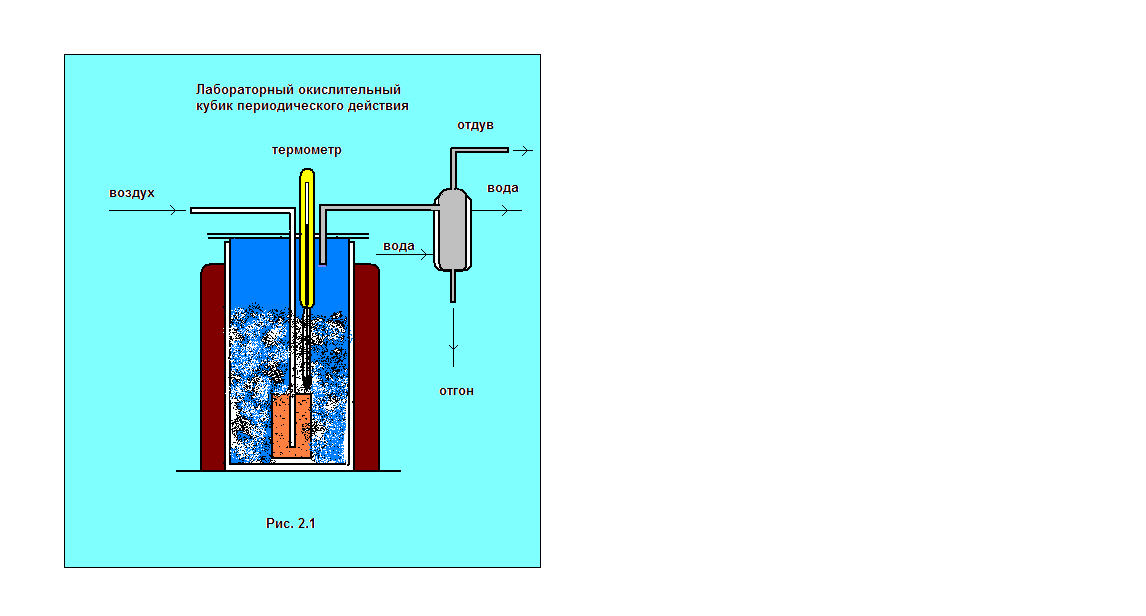 Лабораторный окислительный
кубик периодического действия
отдув
термометр
вода
воздух
вода
отгон
Рис. 2.1